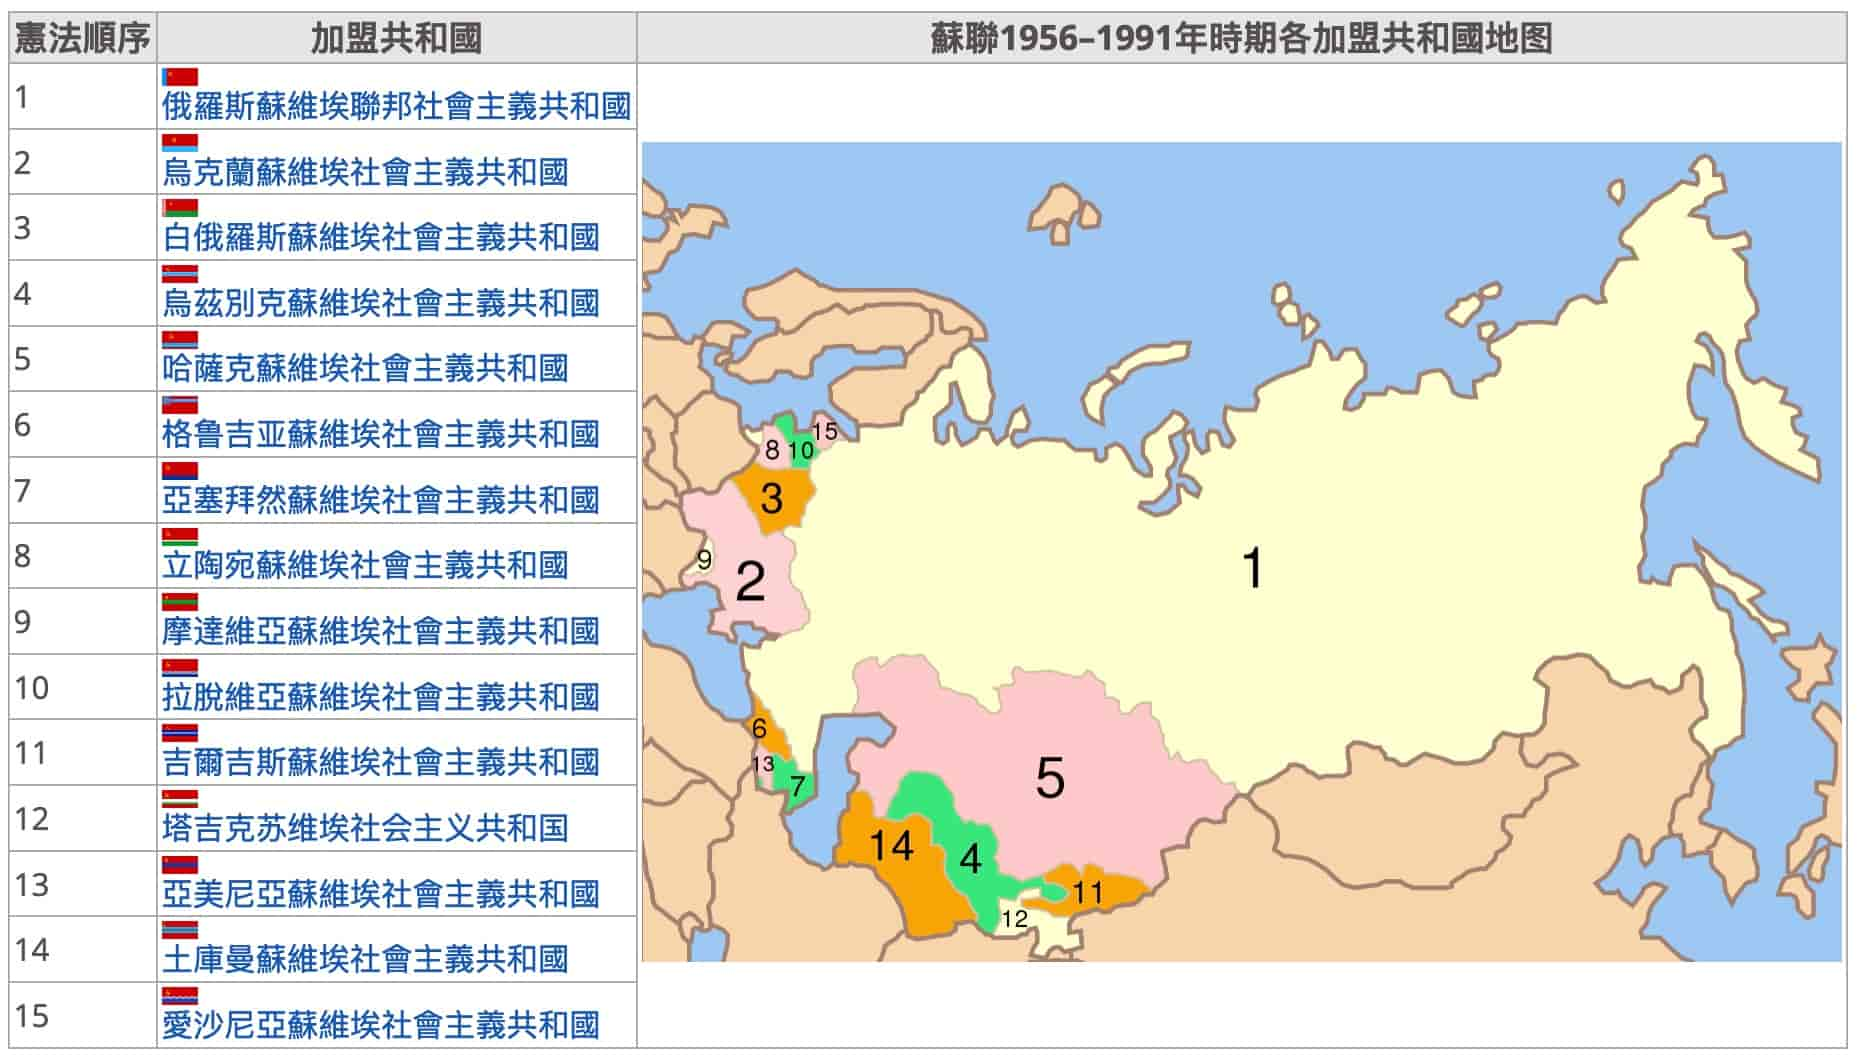 憲法順序 加盟共和國 蘇聯1956–1991年時期各加盟共和國地图
1 俄羅斯蘇維埃聯邦社會主義共和國
2 烏克蘭蘇維埃社會主義共和國
3 白俄羅斯蘇維埃社會主義共和國
4 烏茲別克蘇維埃社會主義共和國
5 哈薩克蘇維埃社會主義共和國
6 格鲁吉亚蘇維埃社會主義共和國
7 亞塞拜然蘇維埃社會主義共和國
8 立陶宛蘇維埃社會主義共和國
9 摩達維亞蘇維埃社會主義共和國
10 拉脫維亞蘇維埃社會主義共和國
11 吉爾吉斯蘇維埃社會主義共和國
12 塔吉克苏维埃社会主义共和国
13 亞美尼亞蘇維埃社會主義共和國
14 土庫曼蘇維埃社會主義共和國
15 愛沙尼亞蘇維埃社會主義共和國
15
8 10
3
9
2
1
6
13
7
5
14
4
11
12